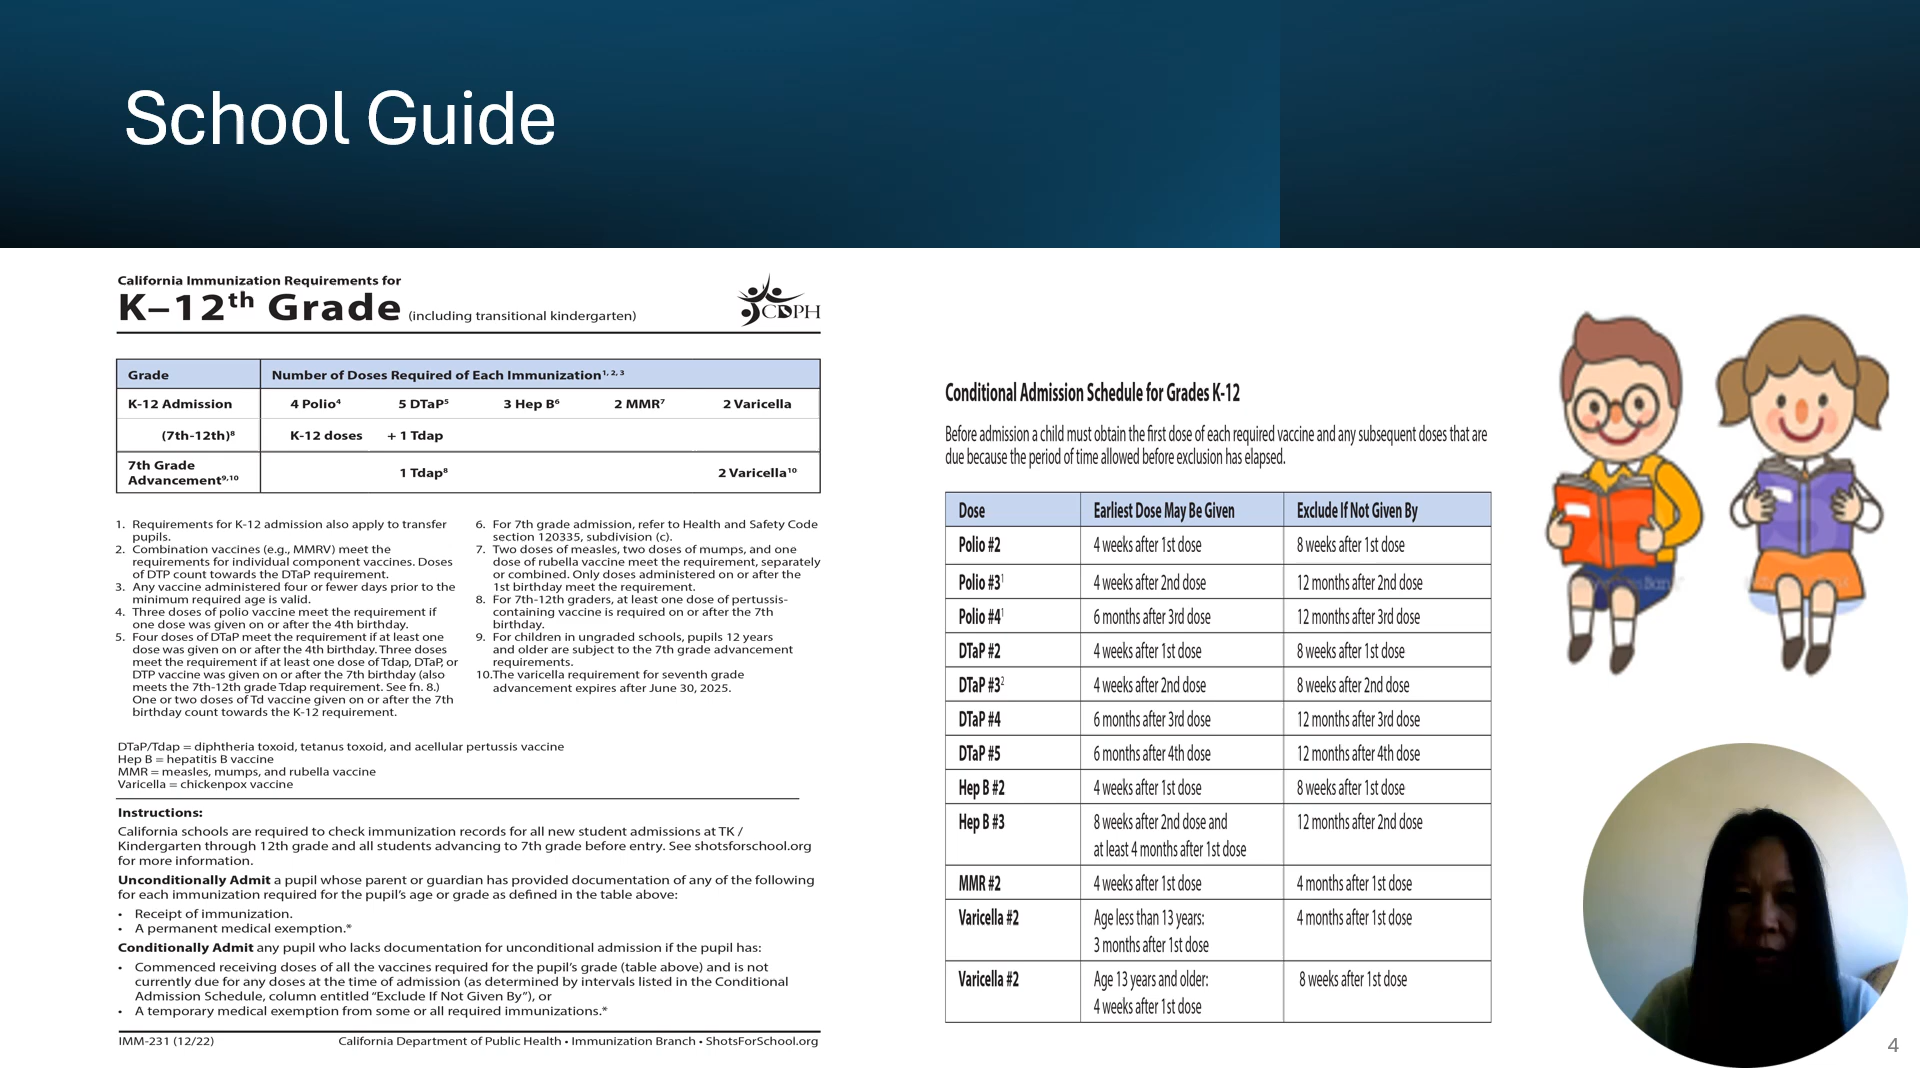 School Guide
California Immunization Requirements for
K–12th Grade (including transitional kindergarten)
CDPH
Grade Number of Doses Required of Each Immunization1, 2, 3
K-12 Admission 4 Polio4 5 DTaP5 3 Hep B6 2 MMR7 2 Varicella
(7th-12th)8 K-12 doses + 1 Tdap
7th Grade
Advancement9,10 1 Tdap8 2 Varicella10
1. Requirements for K-12 admission also apply to transfer
pupils.
2. Combination vaccines (e.g., MMRV) meet the
requirements for individual component vaccines. Doses
of DTP count towards the DTaP requirement.
3. Any vaccine administered four or fewer days prior to the
minimum required age is valid.
4. Three doses of polio vaccine meet the requirement if
one dose was given on or after the 4th birthday.
5. Four doses of DTaP meet the requirement if at least one
dose was given on or after the 4th birthday. Three doses
meet the requirement if at least one dose of Tdap, DTaP, or
DTP vaccine was given on or after the 7th birthday (also
meets the 7th-12th grade Tdap requirement. See fn. 8.)
One or two doses of Td vaccine given on or after the 7th
birthday count towards the K-12 requirement.
6. For 7th grade admission, refer to Health and Safety Code
section 120335, subdivision (c).
7. Two doses of measles, two doses of mumps, and one
dose of rubella vaccine meet the requirement, separately
or combined. Only doses administered on or after the
1st birthday meet the requirement.
8. For 7th-12th graders, at least one dose of pertussis-
containing vaccine is required on or after the 7th
birthday.
9. For children in ungraded schools, pupils 12 years
and older are subject to the 7th grade advancement
requirements.
10.The varicella requirement for seventh grade
advancement expires after June 30, 2025.
DTaP/Tdap = diphtheria toxoid, tetanus toxoid, and acellular pertussis vaccine
Hep B = hepatitis B vaccine
MMR = measles, mumps, and rubella vaccine
Varicella = chickenpox vaccine
Instructions:
California schools are required to check immunization records for all new student admissions at TK /
Kindergarten through 12th grade and all students advancing to 7th grade before entry. See shotsforschool.org
for more information.
Unconditionally Admit a pupil whose parent or guardian has provided documentation of any of the following
for each immunization required for the pupil's age or grade as defined in the table above:
• Receipt of immunization.
• A permanent medical exemption.*
Conditionally Admit any pupil who lacks documentation for unconditional admission if the pupil has:
• Commenced receiving doses of all the vaccines required for the pupil's grade (table above) and is not
currently due for any doses at the time of admission (as determined by intervals listed in the Conditional
Admission Schedule, column entitled "Exclude If Not Given By"), or
• A temporary medical exemption from some or all required immunizations.*
IMM-231 (12/22) California Department of Public Health • Immunization Branch • ShotsForSchool.org
Conditional Admission Schedule for Grades K-12
Before admission a child must obtain the first dose of each required vaccine and any subsequent doses that are
due because the period of time allowed before exclusion has elapsed.
Dose Earliest Dose May Be Given Exclude If Not Given By
Polio #2 4 weeks after 1st dose 8 weeks after 1st dose
Polio #31 4 weeks after 2nd dose 12 months after 2nd dose
Polio #41 6 months after 3rd dose 12 months after 3rd dose
DTaP #2 4 weeks after 1st dose 8 weeks after 1st dose
DTaP #32 4 weeks after 2nd dose 8 weeks after 2nd dose
DTaP #4 6 months after 3rd dose 12 months after 3rd dose
DTaP #5 6 months after 4th dose 12 months after 4th dose
Hep B #2 4 weeks after 1st dose 8 weeks after 1st dose
Hep B #3 8 weeks after 2nd dose and 12 months after 2nd dose
at least 4 months after 1st dose
MMR #2 4 weeks after 1st dose 4 months after 1st dose
Varicella #2 Age less than 13 years: 4 months after 1st dose
3 months after 1st dose
Varicella #2 Age 13 years and older: 8 weeks after 1st dose
4 weeks after 1st dose
4